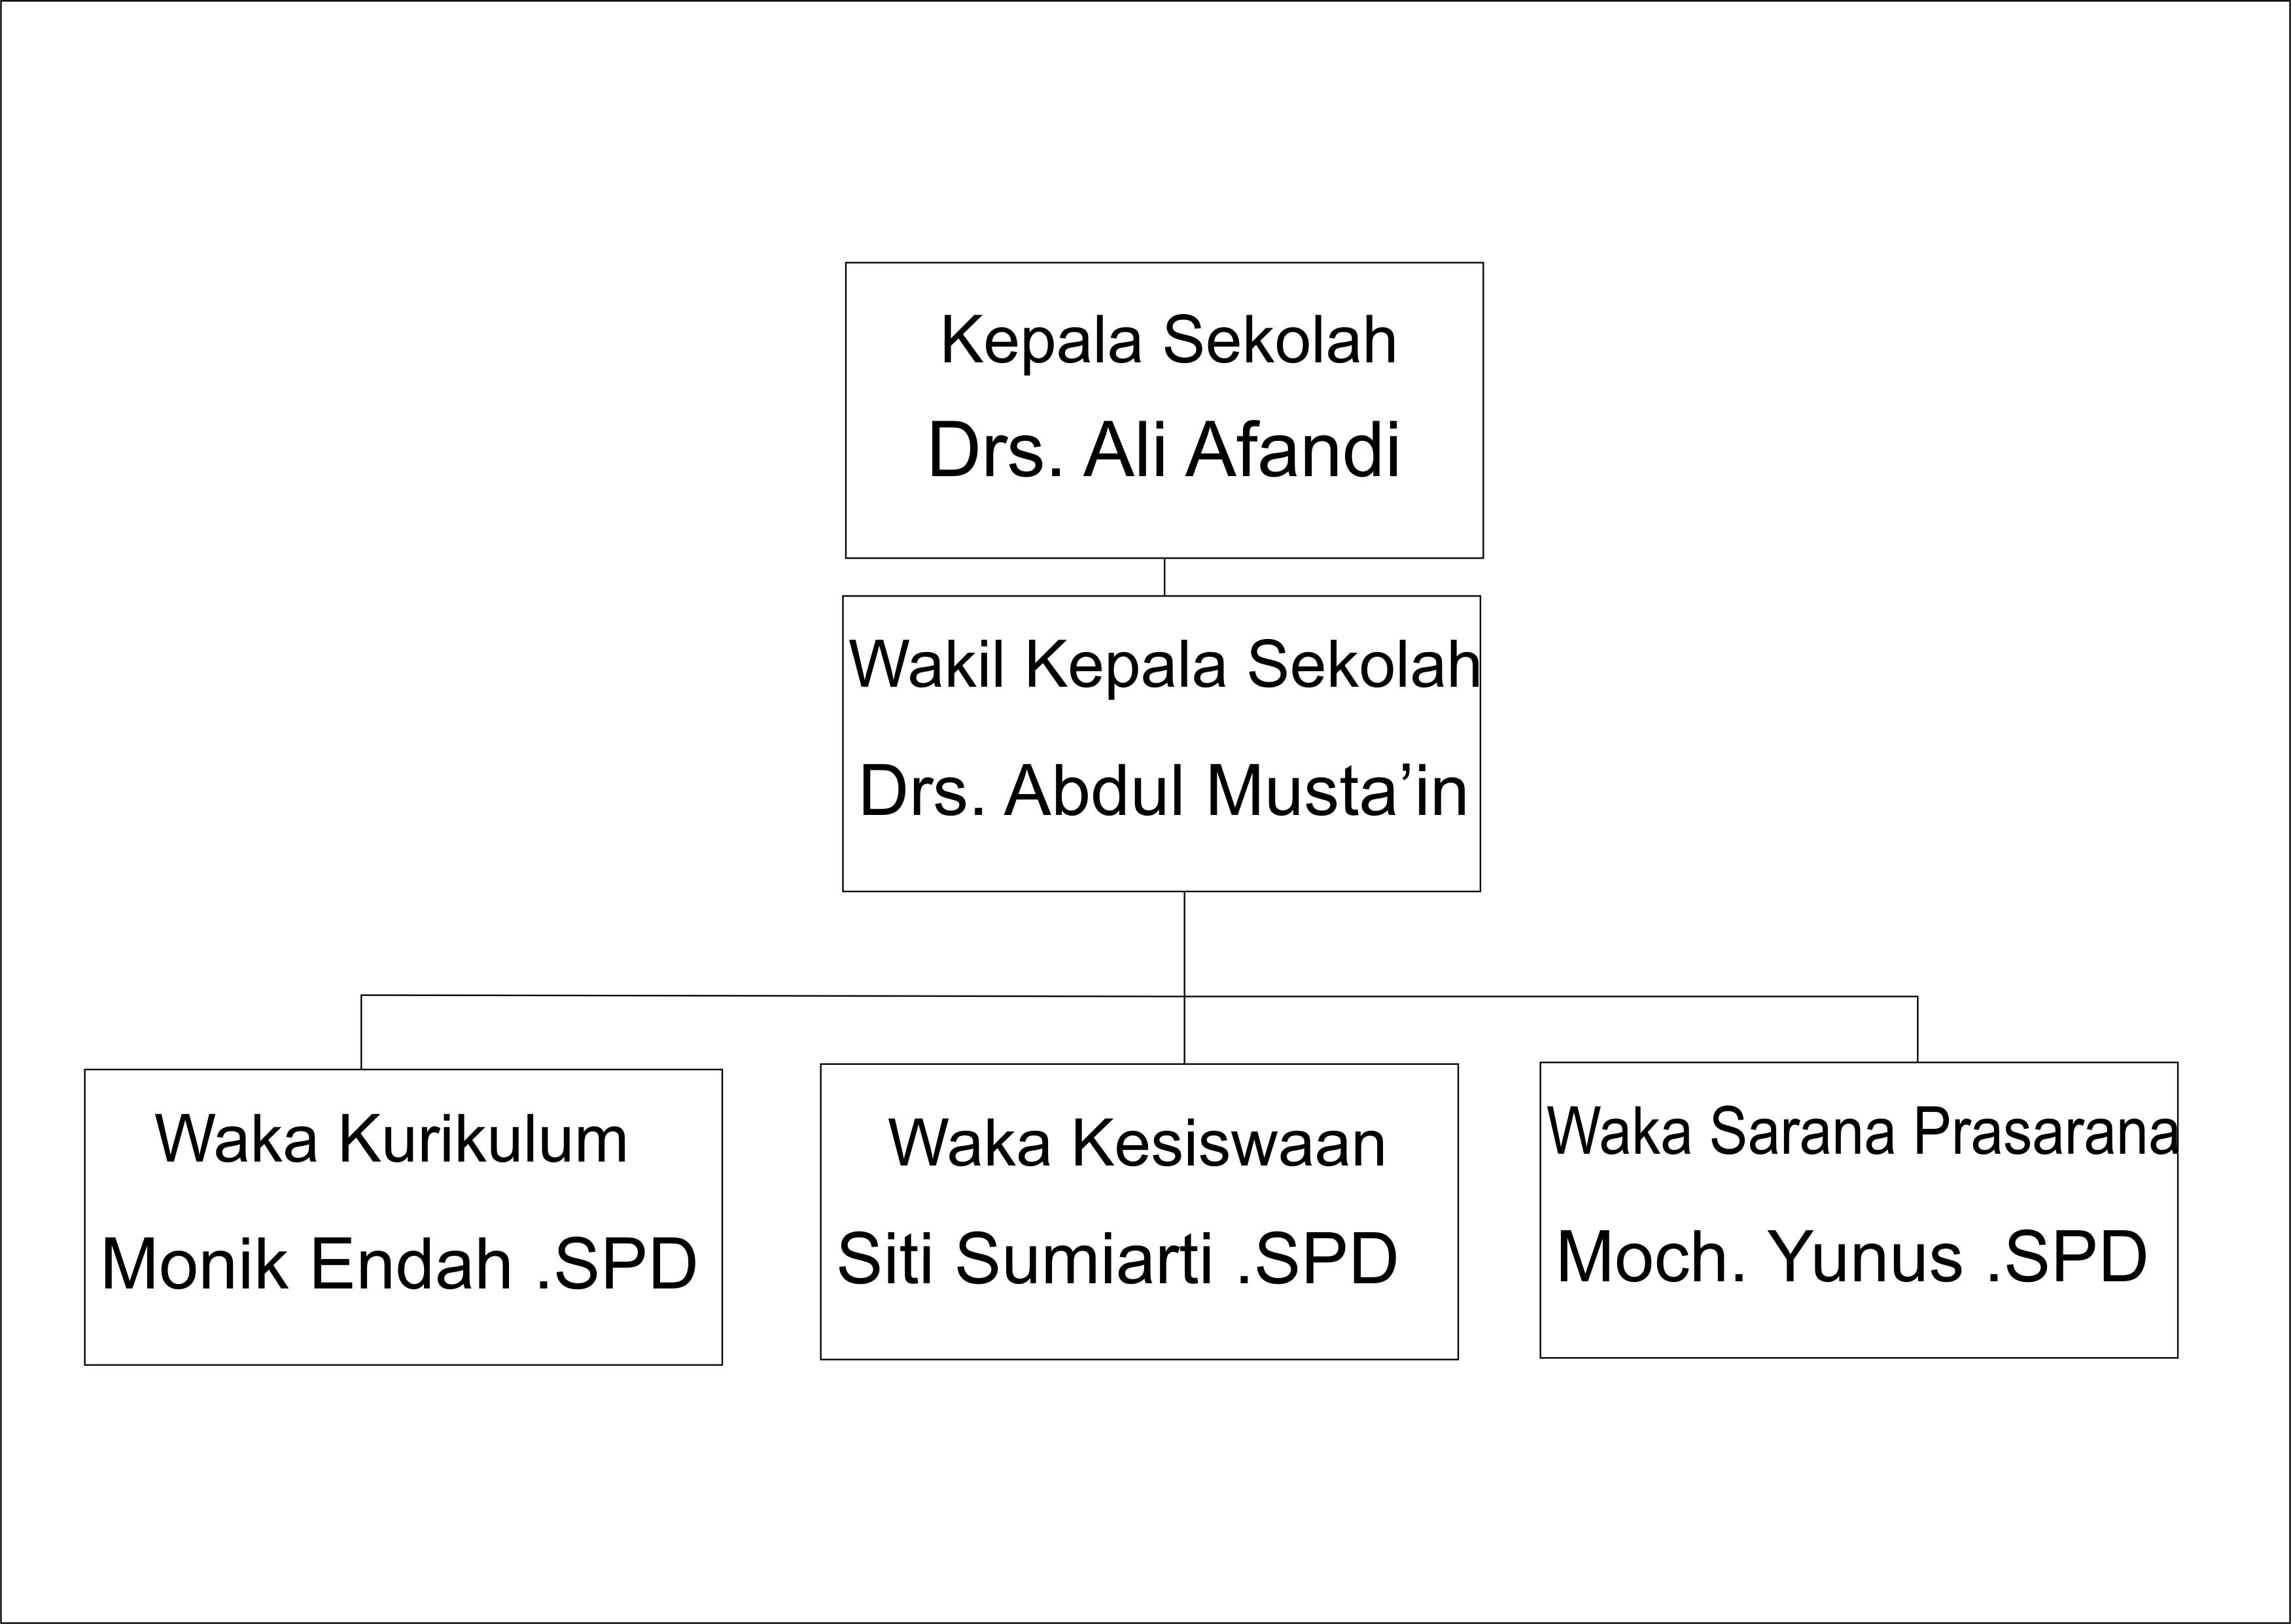 Kepala Sekolah
Drs. Ali Afandi
Wakil Kepala Sekolah
Drs. Abdul Musta’in
Waka Kurikulum
Monik Endah .SPD
Waka Kesiswaan
Siti Sumiarti .SPD
Waka Sarana Prasarana
Moch. Yunus .SPD